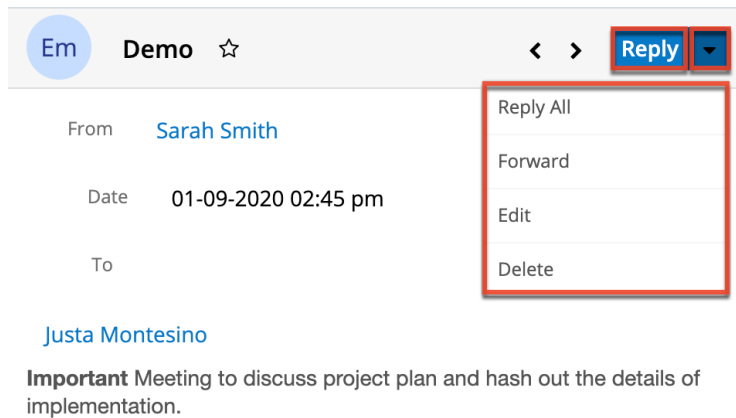 Em Demo Reply
Reply All
From Sarah Smith
Forward
Date 01-09-2020 02:45 pm
Edit
To
Delete
Justa Montesino
Important Meeting to discuss project plan and hash out the details of
implementation.